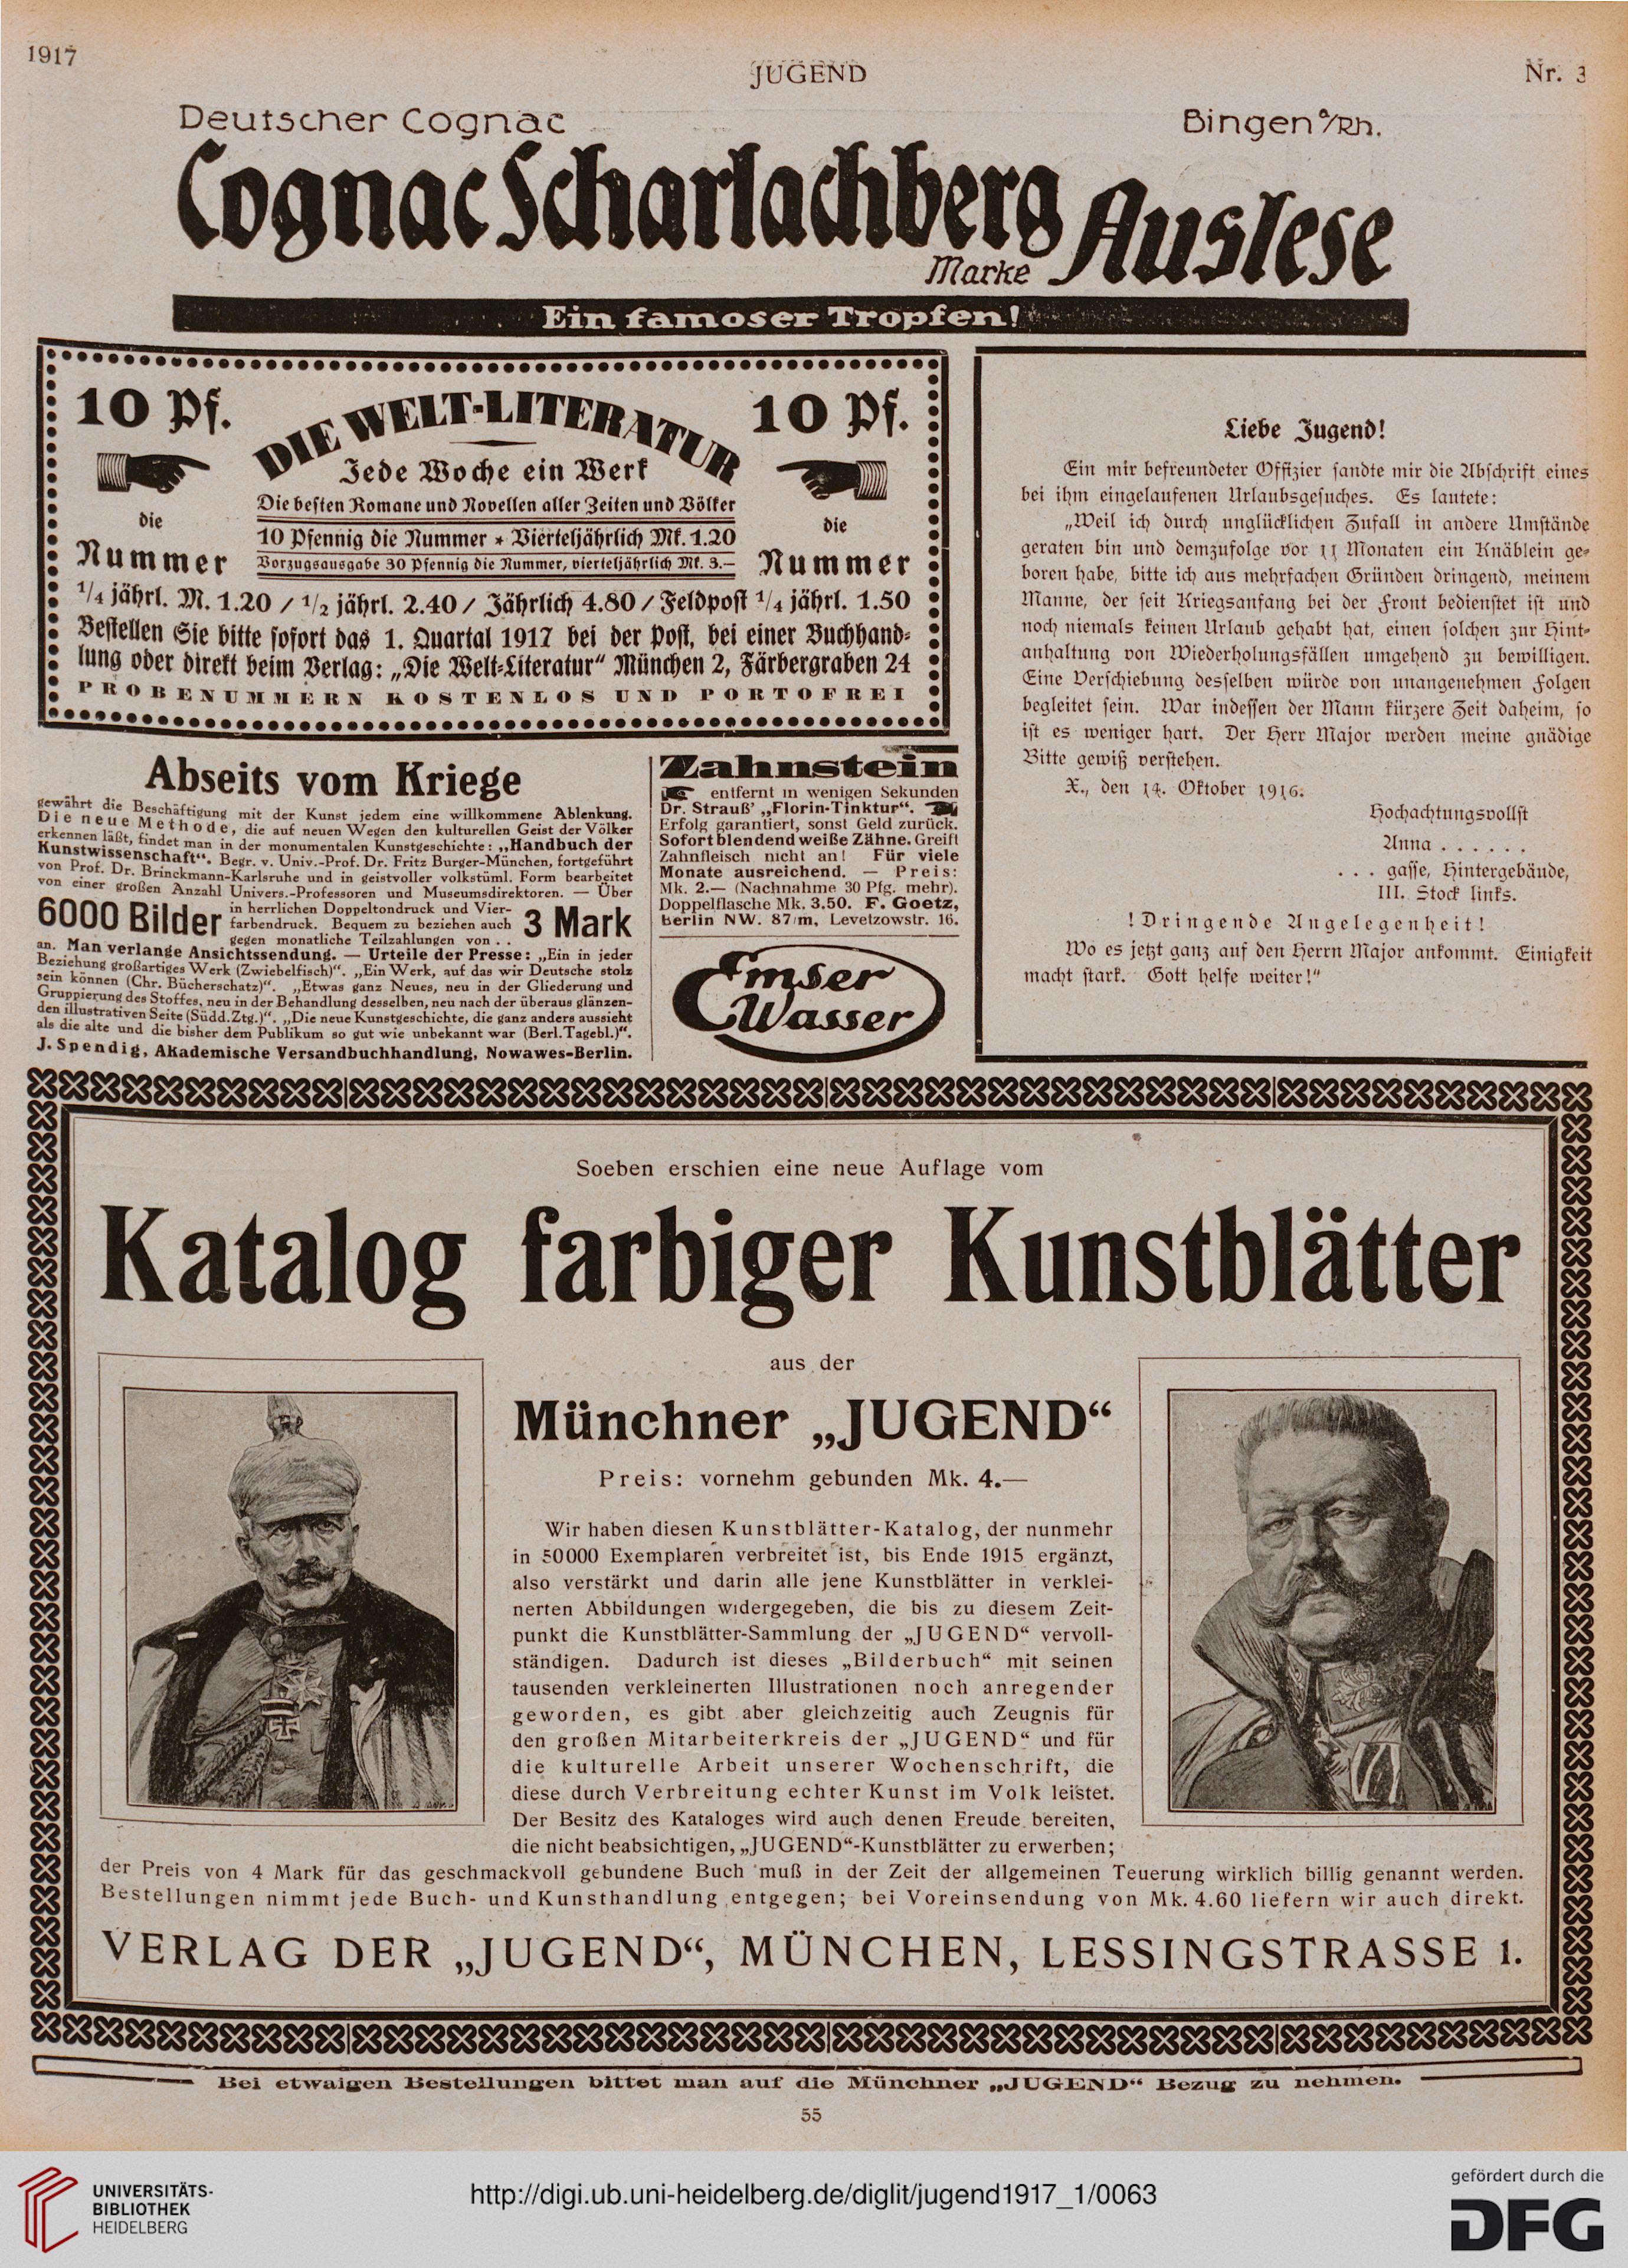 1917
JUGEND
Nr. 3
Deutscher Cognac
Bingen a/Rh.
Cognac Scharlachberg
Marke Auslese
Ein famoser Tropfen!
10 Pf.
DIE WELT-LITERATUR
10 Pf.
Jede Woche ein Werk
Die besten Romane und Novellen aller Zeiten und Völker
die
die
10 Pfennig die Nummer * Vierteljährlich Mk. 1.20
Nummer
Nummer
Vorzugsausgabe 30 Pfennig die Nummer, vierteljährlich Mk. 3.—
1/4 jährl. M. 1.20 / 1/2 jährl. 2.40 / Jährlich 4.80 / Feldpost 1/4 jährl. 1.50
Bestellen Sie bitte sofort das 1. Quartal 1917 bei der Post, bei einer Buchhand-
lung oder direkt beim Verlag: „Die Welt-Literatur“ München 2, Färbergraben 24
PROBENUMMERN KOSTENLOS UND PORTOFREI
Abseits vom Kriege
gewährt die Beschäftigung mit der Kunst jedem eine willkommene Ablenkung.
Die neue Methode, die auf neuen Wegen den kulturellen Geist der Völker
erkennen läßt, findet man in der monumentalen Kunstgeschichte: „Handbuch der
Kunstwissenschaft“. Begr. v. Univ.-Prof. Dr. Fritz Burger-München, fortgeführt
von Prof. Dr. Brinckmann-Karlsruhe und in geistvoller volkstüml. Form bearbeitet
von einer großen Anzahl Univers.-Professoren und Museumsdirektoren. — Über
6000 Bilder in herrlichen Doppeltondruck und Vier-
farbendruck. Bequem zu beziehen auch 3 Mark
gegen monatliche Teilzahlungen von . .
an. Man verlange Ansichtssendung. — Urteile der Presse: „Ein in jeder
Beziehung großartiges Werk (Zwiebelfisch)“. „Ein Werk, auf das wir Deutsche stolz
sein können (Chr. Bücherschatz)“. „Etwas ganz Neues, neu in der Gliederung und
Gruppierung des Stoffes, neu in der Behandlung desselben, neu nach der überaus glänzen-
den illustrativen Seite (Südd. Ztg.)“. „Die neue Kunstgeschichte, die ganz anders aussieht
als die alte und die bisher dem Publikum so gut wie unbekannt war (Berl. Tagebl.)“.
J. Spendig, Akademische Versandbuchhandlung, Nowawes-Berlin.
Zahnstein
entfernt in wenigen Sekunden
Dr. Strauß’ „Florin-Tinktur“.
Erfolg garantiert, sonst Geld zurück.
Sofort blendend weiße Zähne. Greift
Zahnfleisch nicht an! Für viele
Monate ausreichend. — Preis:
Mk. 2.— (Nachnahme 30 Pfg. mehr).
Doppelflasche Mk. 3.50. F. Goetz,
Berlin NW. 87/m, Levetzowstr. 16.
Emser
Wasser
Liebe Jugend!
Ein mir befreundeter Offizier sandte mir die Abschrift eines
bei ihm eingelaufenen Urlaubsgesuches. Es lautete:
„Weil ich durch unglücklichen Zufall in andere Umstände
geraten bin und demzufolge vor 11 Monaten ein Knäblein ge-
boren habe, bitte ich aus mehrfachen Gründen dringend, meinem
Manne, der seit Kriegsanfang bei der Front bedienstet ist und
noch niemals keinen Urlaub gehabt hat, einen solchen zur Hint-
anhaltung von Wiederholungsfällen umgehend zu bewilligen.
Eine Verschiebung desselben würde von unangenehmen Folgen
begleitet sein. War indessen der Mann kürzere Zeit daheim, so
ist es weniger hart. Der Herr Major werden meine gnädige
Bitte gewiß verstehen.
X., den 14. Oktober 1916.
Hochachtungsvollst
Anna . . . . . .
. . . gasse, Hintergebäude,
III. Stock links.
! Dringende Angelegenheit !
Wo es jetzt ganz auf den Herrn Major ankommt. Einigkeit
macht stark. Gott helfe weiter!“
Soeben erschien eine neue Auflage vom
Katalog farbiger Kunstblätter
aus der
Münchner „JUGEND“
Preis: vornehm gebunden Mk. 4.—
Wir haben diesen Kunstblätter-Katalog, der nunmehr
in 50000 Exemplaren verbreitet ist, bis Ende 1915 ergänzt,
also verstärkt und darin alle jene Kunstblätter in verklei-
nerten Abbildungen widergegeben, die bis zu diesem Zeit-
punkt die Kunstblätter-Sammlung der „JUGEND“ vervoll-
ständigen. Dadurch ist dieses „Bilderbuch“ mit seinen
tausenden verkleinerten Illustrationen noch anregender
geworden, es gibt aber gleichzeitig auch Zeugnis für
den großen Mitarbeiterkreis der „JUGEND“ und für
die kulturelle Arbeit unserer Wochenschrift, die
diese durch Verbreitung echter Kunst im Volk leistet.
Der Besitz des Kataloges wird auch denen Freude bereiten,
die nicht beabsichtigen, „JUGEND“-Kunstblätter zu erwerben;
der Preis von 4 Mark für das geschmackvoll gebundene Buch muß in der Zeit der allgemeinen Teuerung wirklich billig genannt werden.
Bestellungen nimmt jede Buch- und Kunsthandlung entgegen; bei Voreinsendung von Mk. 4.60 liefern wir auch direkt.
VERLAG DER „JUGEND“, MÜNCHEN, LESSINGSTRASSE 1.
Bei etwaigen Bestellungen bittet man auf die Münchner „JUGEND“ Bezug zu nehmen.
55
UNIVERSITÄTS-
BIBLIOTHEK
HEIDELBERG
http://digi.ub.uni-heidelberg.de/diglit/jugend1917_1/0063
gefördert durch die
DFG